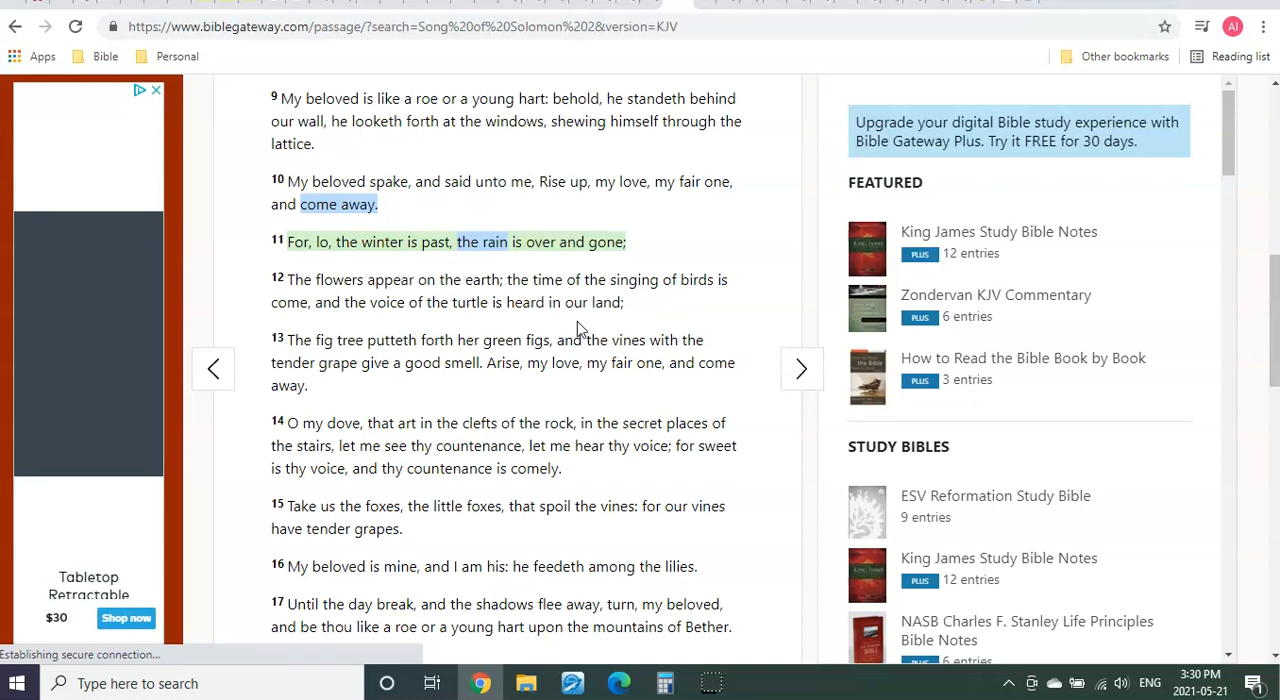 https://www.biblegateway.com/passage/?search=Song%20of%20Solomon%202&version=KJV
AI
Apps
Bible
Personal
Other bookmarks
Reading list
9 My beloved is like a roe or a young hart: behold, he standeth behind
our wall, he looketh forth at the windows, shewing himself through the
lattice.
10 My beloved spake, and said unto me, Rise up, my love, my fair one,
and come away.
11 For, lo, the winter is past, the rain is over and gone;
12 The flowers appear on the earth; the time of the singing of birds is
come, and the voice of the turtle is heard in our land;
13 The fig tree putteth forth her green figs, and the vines with the
tender grape give a good smell. Arise, my love, my fair one, and come
away.
14 O my dove, that art in the clefts of the rock, in the secret places of
the stairs, let me see thy countenance, let me hear thy voice; for sweet
is thy voice, and thy countenance is comely.
15 Take us the foxes, the little foxes, that spoil the vines: for our vines
have tender grapes.
16 My beloved is mine, and I am his: he feedeth among the lilies.
17 Until the day break, and the shadows flee away, turn, my beloved,
and be thou like a roe or a young hart upon the mountains of Bether.
Upgrade your digital Bible study experience with
Bible Gateway Plus. Try it FREE for 30 days.
FEATURED
King James Study Bible Notes
PLUS 12 entries
Zondervan KJV Commentary
PLUS 6 entries
How to Read the Bible Book by Book
PLUS 3 entries
STUDY BIBLES
ESV Reformation Study Bible
9 entries
King James Study Bible Notes
PLUS 12 entries
NASB Charles F. Stanley Life Principles
Bible Notes
PLUS 6 entries
Tabletop
Retractable
$30
Shop now
Establishing secure connection...
Type here to search
ENG
3:30 PM
2021-05-21
1